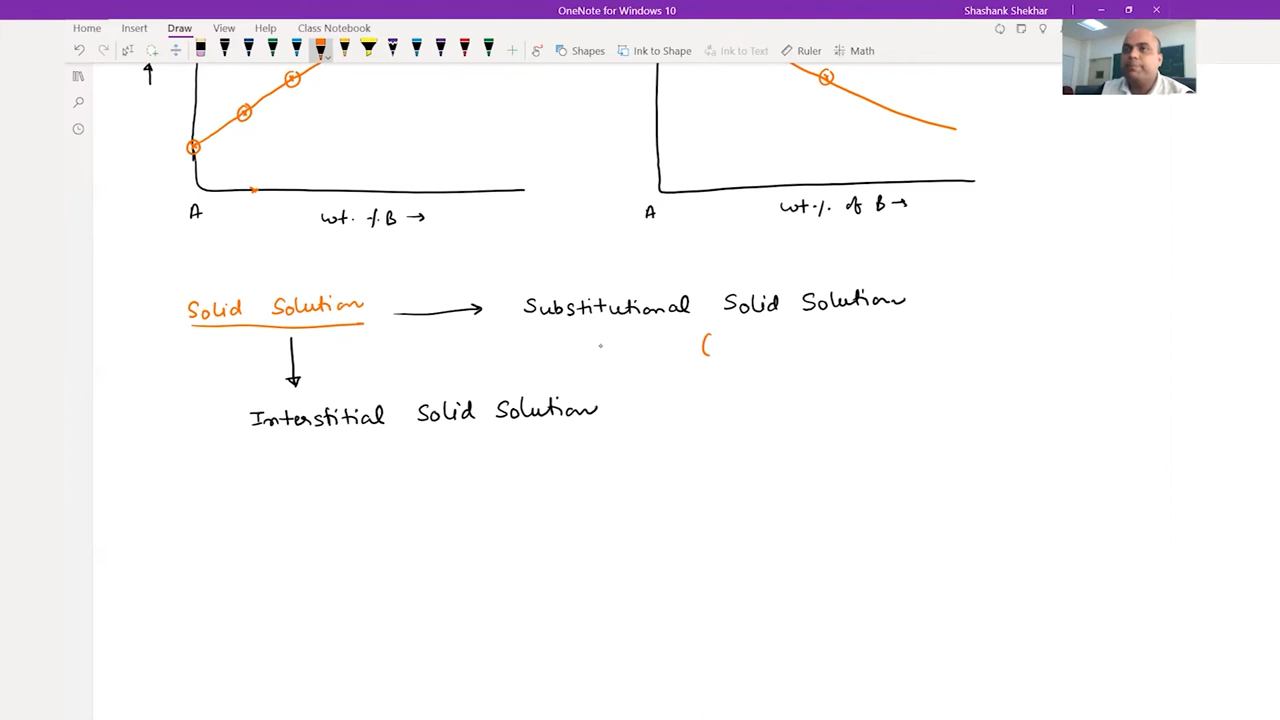 OneNote for Windows 10
Shashank Shekhar
Home Insert Draw View Help Class Notebook
Shapes Ink to Shape Ink to Text Ruler Math
A
wt. % B →
A
wt % of B →
Solid Solution → Substitutional Solid Solution
(
Interstitial Solid Solution